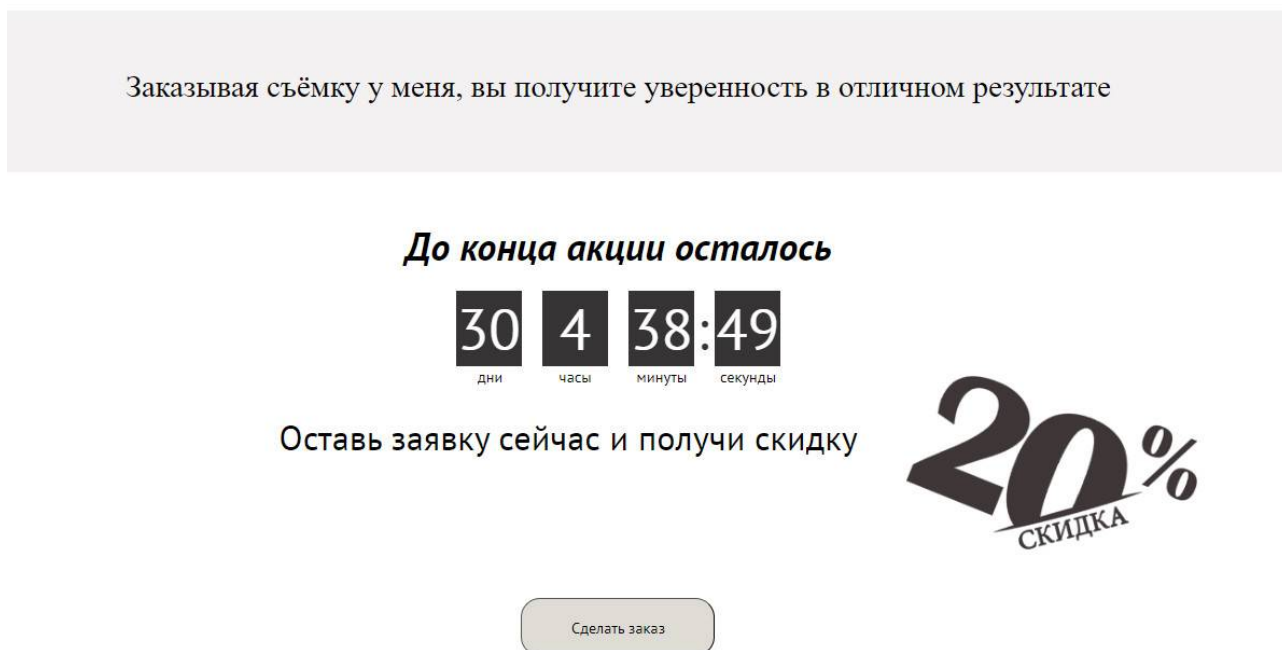 Заказывая съёмку у меня, вы получите уверенность в отличном результате
До конца акции осталось
30 4 38:49
дни часы минуты секунды
Оставь заявку сейчас и получи скидку
20%
СКИДКА
Сделать заказ